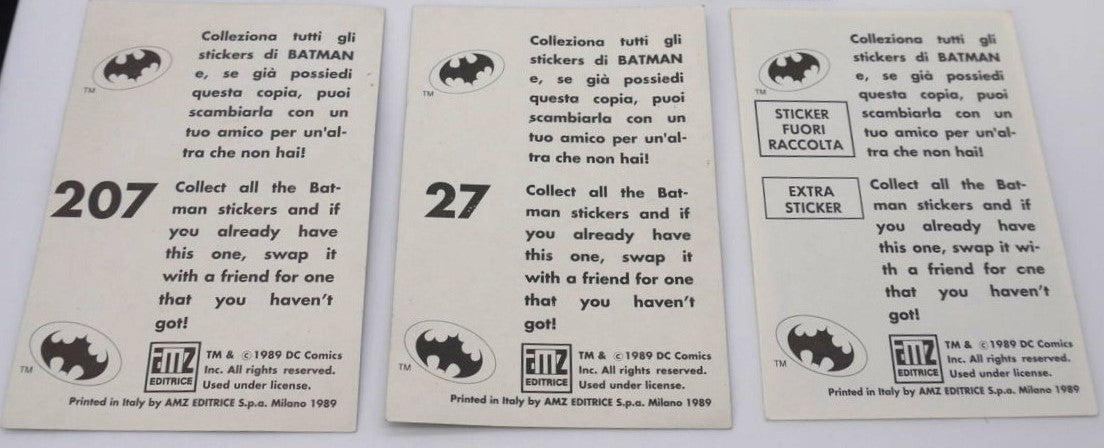 Colleziona tutti gli
stickers di BATMAN
e, se già possiedi
questa copia, puoi
scambiarla con un
tuo amico per un'al-
tra che non hai!
TM
207
Collect all the Bat-
man stickers and if
you already have
this one, swap it
with a friend for one
that you haven't
got!
TM
amz
EDITRICE
TM & © 1989 DC Comics
Inc. All rights reserved.
Used under license.
Printed in Italy by AMZ EDITRICE S.p.a. Milano 1989
Colleziona tutti gli
stickers di BATMAN
e, se già possiedi
questa copia, puoi
scambiarla con un
tuo amico per un'al-
tra che non hai!
TM
27
Collect all the Bat-
man stickers and if
you already have
this one, swap it
with a friend for one
that you haven't
got!
TM
amz
EDITRICE
TM & © 1989 DC Comics
Inc. All rights reserved.
Used under license.
Printed in Italy by AMZ EDITRICE S.p.a. Milano 1989
Colleziona tutti gli
stickers di BATMAN
e, se già possiedi
questa copia, puoi
scambiarla con un
tuo amico per un'al-
tra che non hai!
TM
STICKER
FUORI
RACCOLTA
EXTRA
STICKER
Collect all the Bat-
man stickers and if
you already have
this one, swap it wi-
th a friend for one
that you haven't
got!
TM
amz
EDITRICE
TM & © 1989 DC Comics
Inc. All rights reserved.
Used under license.
Printed in Italy by AMZ EDITRICE S.p.a. Milano 1989